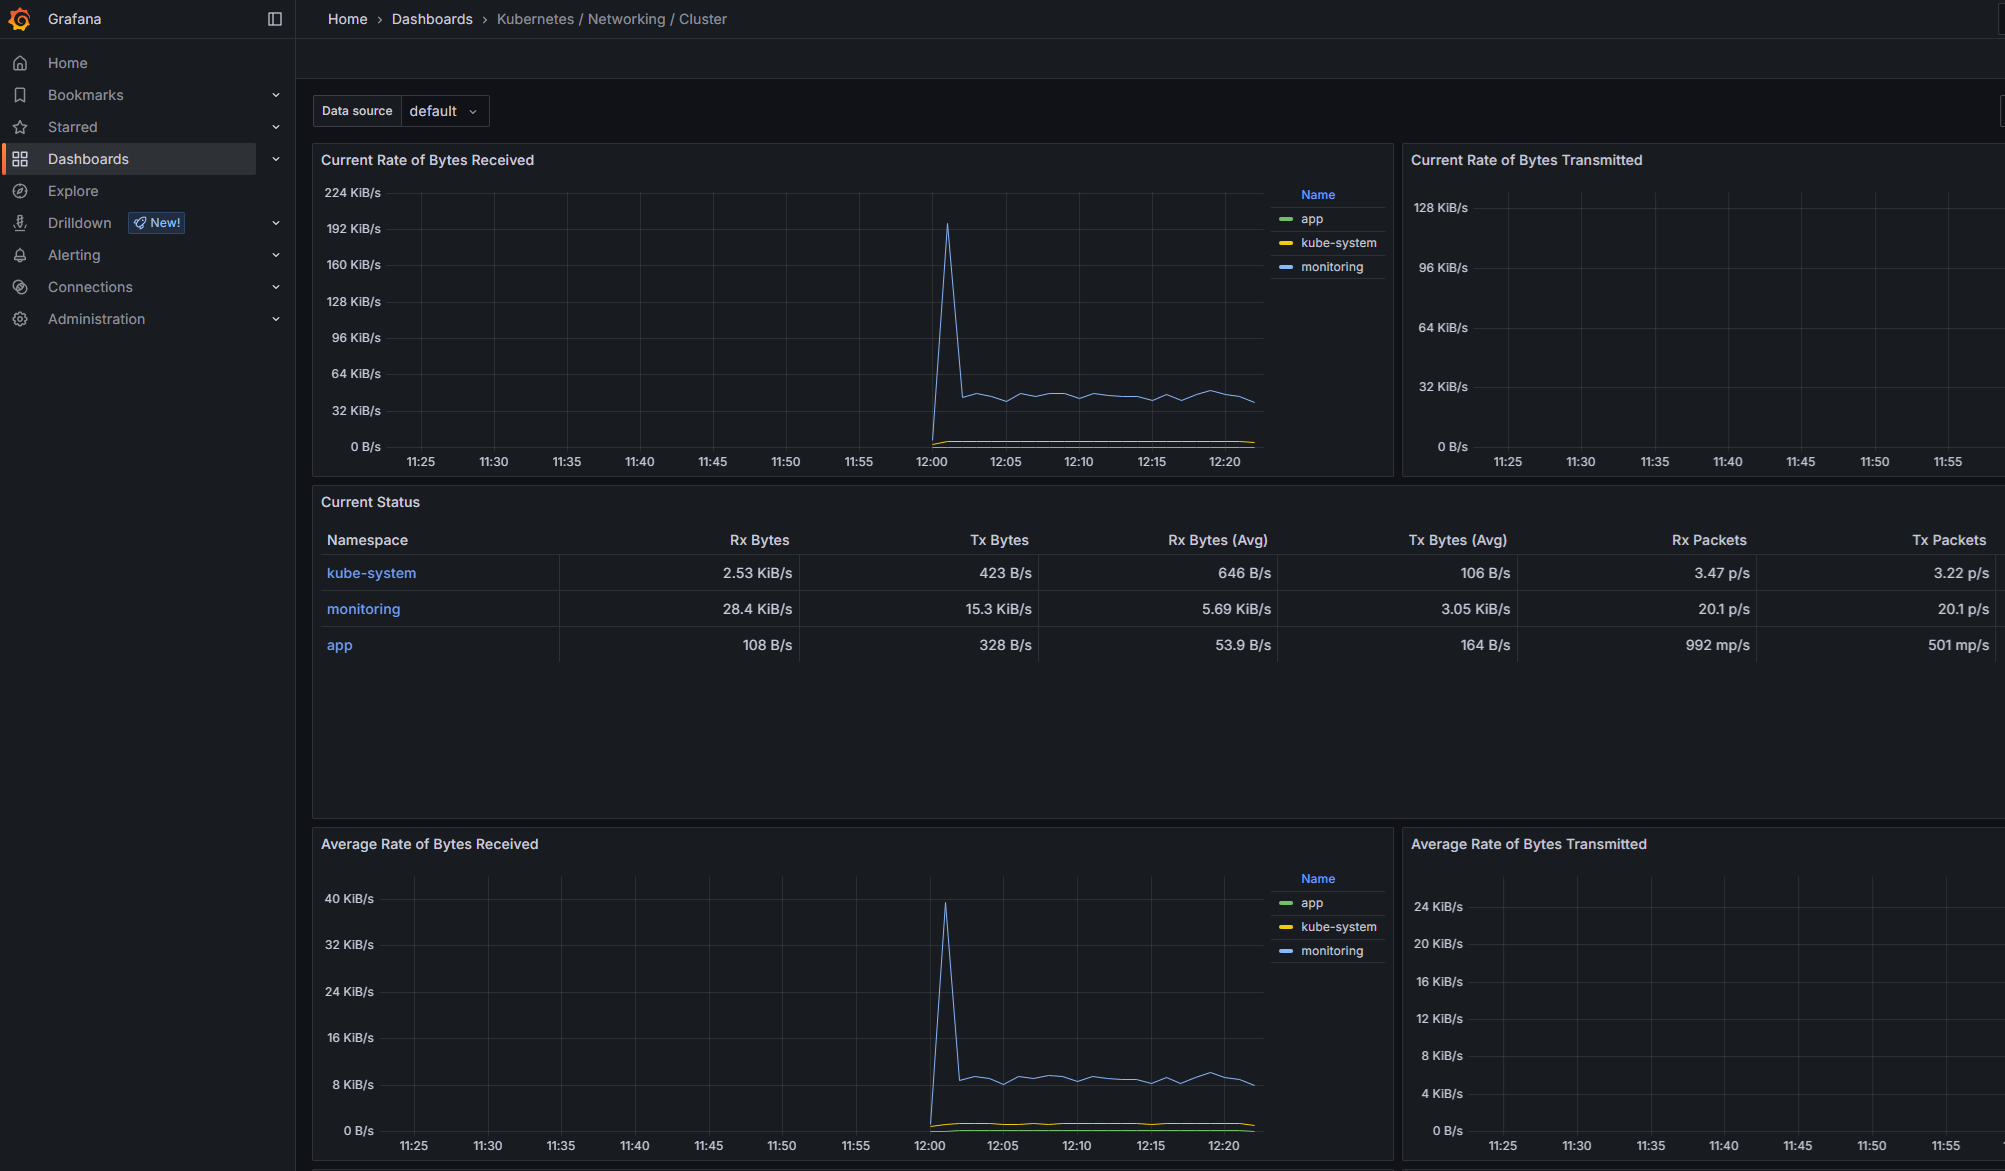 Grafana
Home › Dashboards › Kubernetes / Networking / Cluster
Home
Bookmarks
Starred
Dashboards
Explore
Drilldown New!
Alerting
Connections
Administration
Data source default
Current Rate of Bytes Received
224 KiB/s
192 KiB/s
160 KiB/s
128 KiB/s
96 KiB/s
64 KiB/s
32 KiB/s
0 B/s
11:25 11:30 11:35 11:40 11:45 11:50 11:55 12:00 12:05 12:10 12:15 12:20
Name
app
kube-system
monitoring
Current Rate of Bytes Transmitted
128 KiB/s
96 KiB/s
64 KiB/s
32 KiB/s
0 B/s
11:25 11:30 11:35 11:40 11:45 11:50 11:55
Current Status
Namespace Rx Bytes Tx Bytes Rx Bytes (Avg) Tx Bytes (Avg) Rx Packets Tx Packets
kube-system 2.53 KiB/s 423 B/s 646 B/s 106 B/s 3.47 p/s 3.22 p/s
monitoring 28.4 KiB/s 15.3 KiB/s 5.69 KiB/s 3.05 KiB/s 20.1 p/s 20.1 p/s
app 108 B/s 328 B/s 53.9 B/s 164 B/s 992 mp/s 501 mp/s
Average Rate of Bytes Received
40 KiB/s
32 KiB/s
24 KiB/s
16 KiB/s
8 KiB/s
0 B/s
11:25 11:30 11:35 11:40 11:45 11:50 11:55 12:00 12:05 12:10 12:15 12:20
Name
app
kube-system
monitoring
Average Rate of Bytes Transmitted
24 KiB/s
20 KiB/s
16 KiB/s
12 KiB/s
8 KiB/s
4 KiB/s
0 B/s
11:25 11:30 11:35 11:40 11:45 11:50 11:55